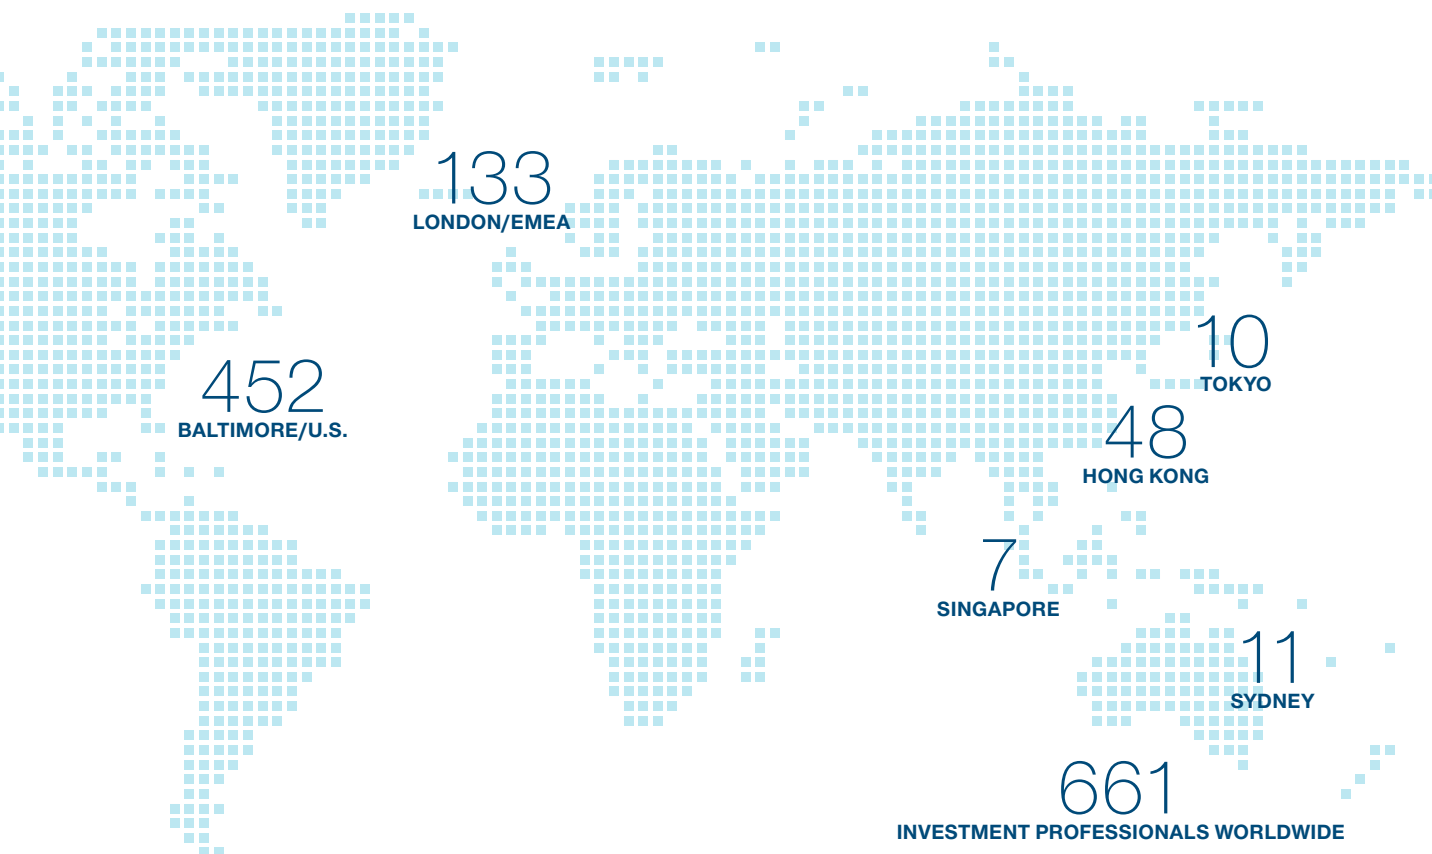 133
LONDON/EMEA
10
TOKYO
452
BALTIMORE/U.S.
48
HONG KONG
7
SINGAPORE
11
SYDNEY
661
INVESTMENT PROFESSIONALS WORLDWIDE